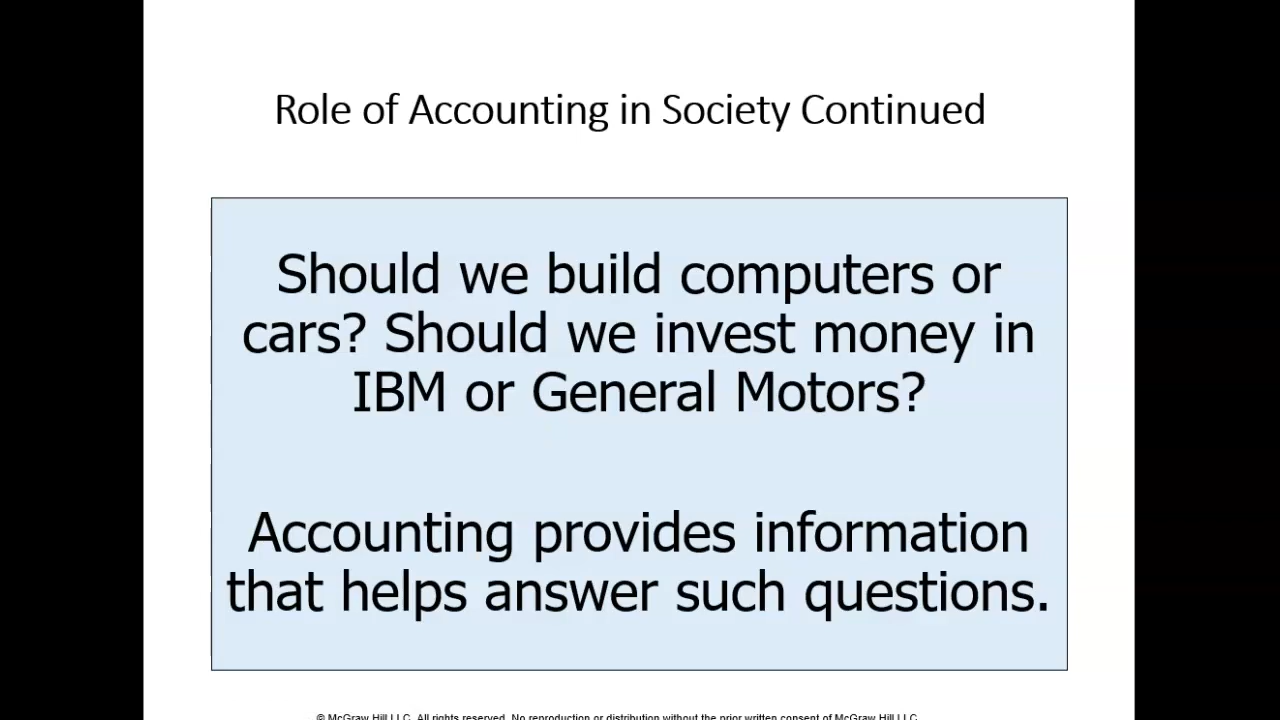 Role of Accounting in Society Continued
Should we build computers or
cars? Should we invest money in
IBM or General Motors?
Accounting provides information
that helps answer such questions.
© McGraw Hill LLC. All rights reserved. No reproduction or distribution without the prior written consent of McGraw Hill LLC.